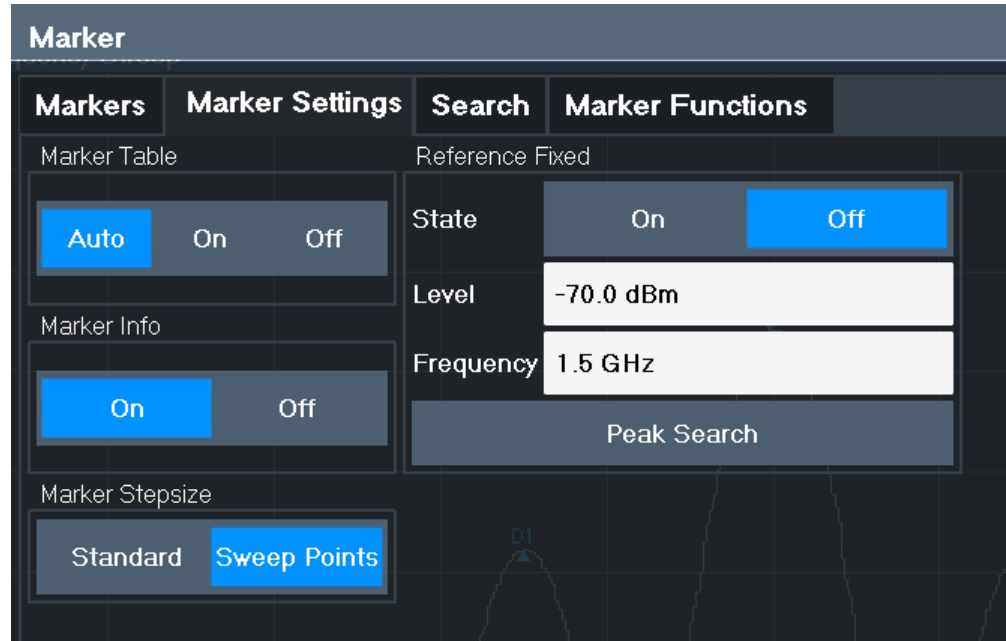 Marker
Markers Marker Settings Search Marker Functions
Marker Table
Auto On Off
Marker Info
On Off
Marker Stepsize
Standard Sweep Points
Reference Fixed
State On Off
Level -70.0 dBm
Frequency 1.5 GHz
Peak Search
D1